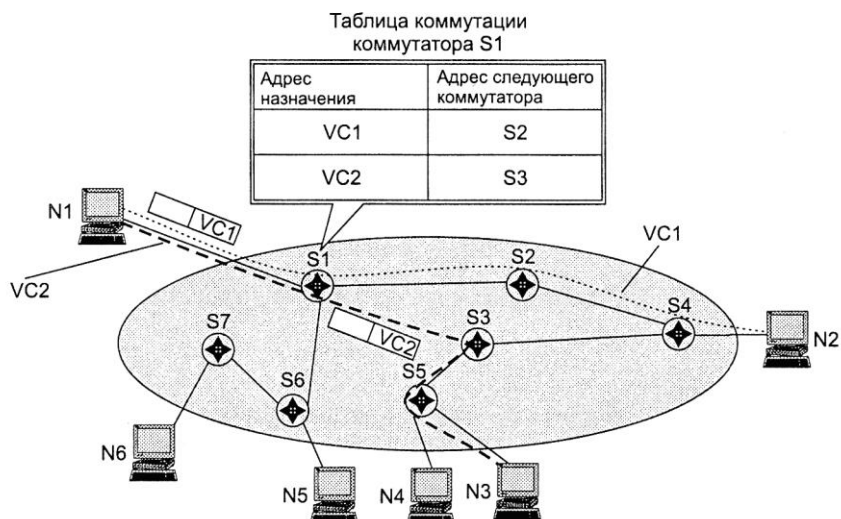 Таблица коммутации
коммутатора S1
Адрес назначения
Адрес следующего коммутатора
VC1
S2
VC2
S3
N1
VC1
VC2
S1
S2
VC1
S7
VC2
S3
S4
N2
S6
S5
N6
N5
N4
N3